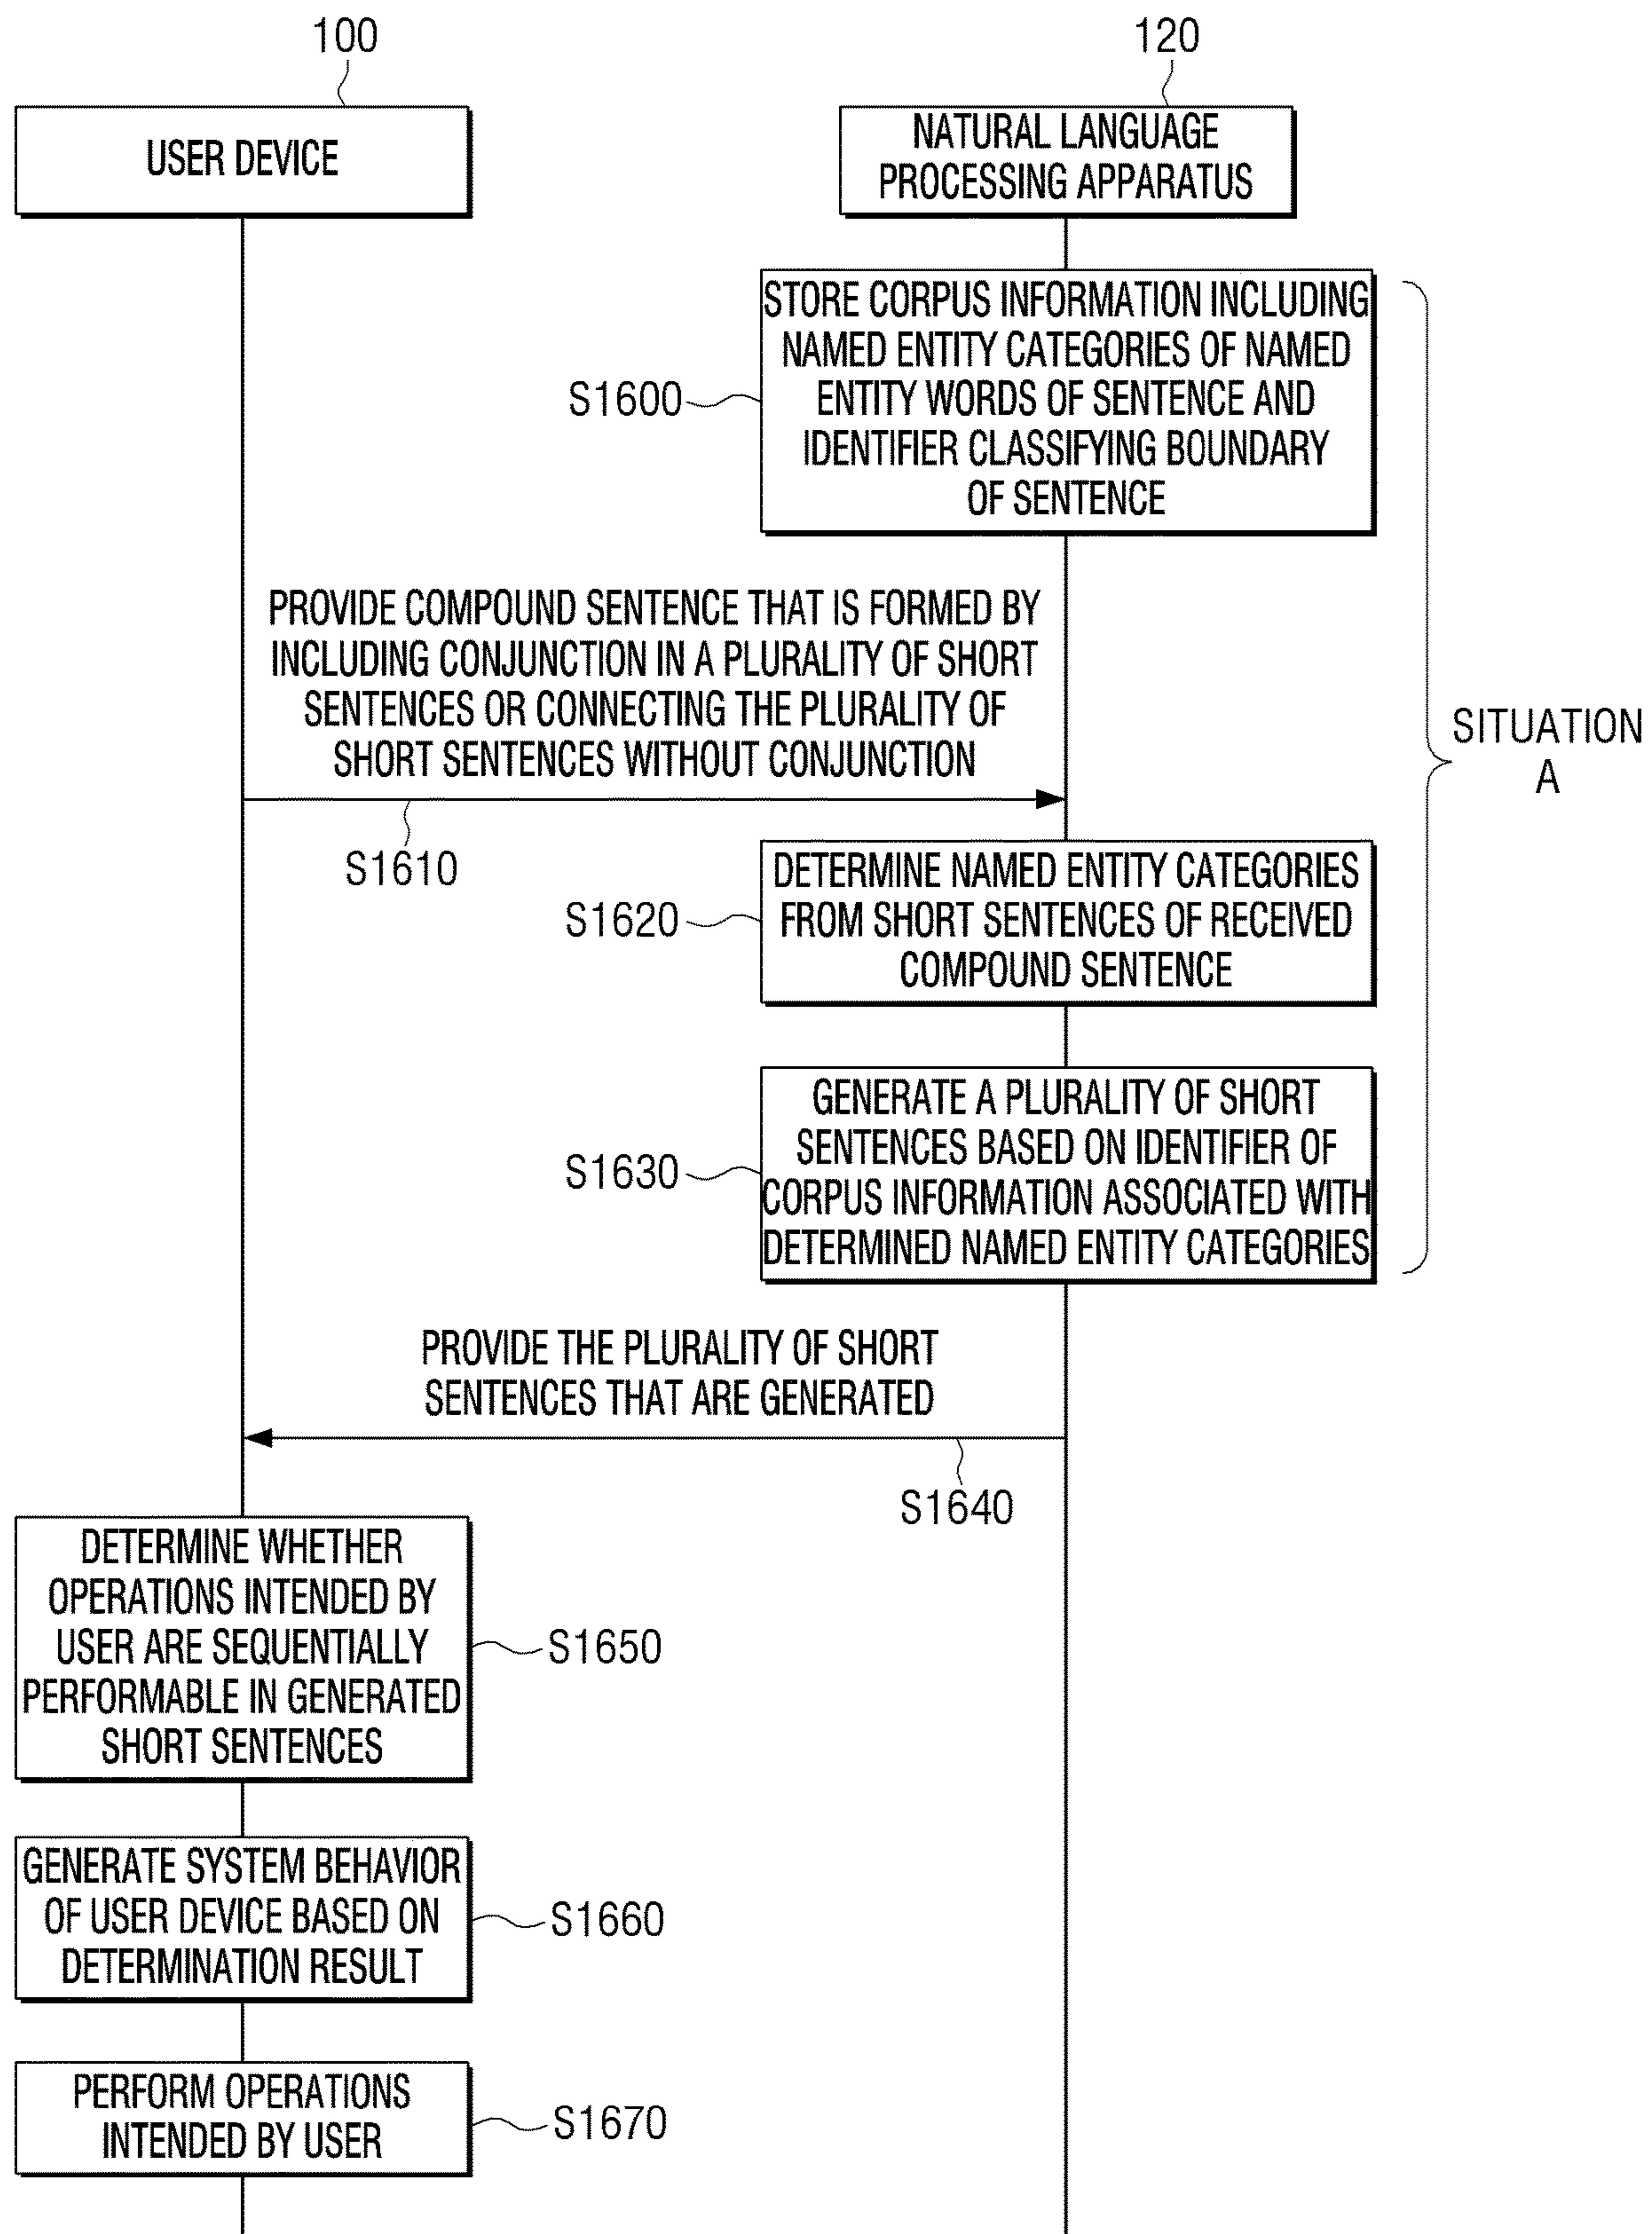 100
120
USER DEVICE
NATURAL LANGUAGE
PROCESSING APPARATUS
STORE CORPUS INFORMATION INCLUDING
NAMED ENTITY CATEGORIES OF NAMED
ENTITY WORDS OF SENTENCE AND
IDENTIFIER CLASSIFYING BOUNDARY
OF SENTENCE
S1600
PROVIDE COMPOUND SENTENCE THAT IS FORMED BY
INCLUDING CONJUNCTION IN A PLURALITY OF SHORT
SENTENCES OR CONNECTING THE PLURALITY OF
SHORT SENTENCES WITHOUT CONJUNCTION
S1610
SITUATION
A
DETERMINE NAMED ENTITY CATEGORIES
FROM SHORT SENTENCES OF RECEIVED
COMPOUND SENTENCE
S1620
GENERATE A PLURALITY OF SHORT
SENTENCES BASED ON IDENTIFIER OF
CORPUS INFORMATION ASSOCIATED WITH
DETERMINED NAMED ENTITY CATEGORIES
S1630
PROVIDE THE PLURALITY OF SHORT
SENTENCES THAT ARE GENERATED
S1640
DETERMINE WHETHER
OPERATIONS INTENDED BY
USER ARE SEQUENTIALLY
PERFORMABLE IN GENERATED
SHORT SENTENCES
S1650
GENERATE SYSTEM BEHAVIOR
OF USER DEVICE BASED ON
DETERMINATION RESULT
S1660
PERFORM OPERATIONS
INTENDED BY USER
S1670